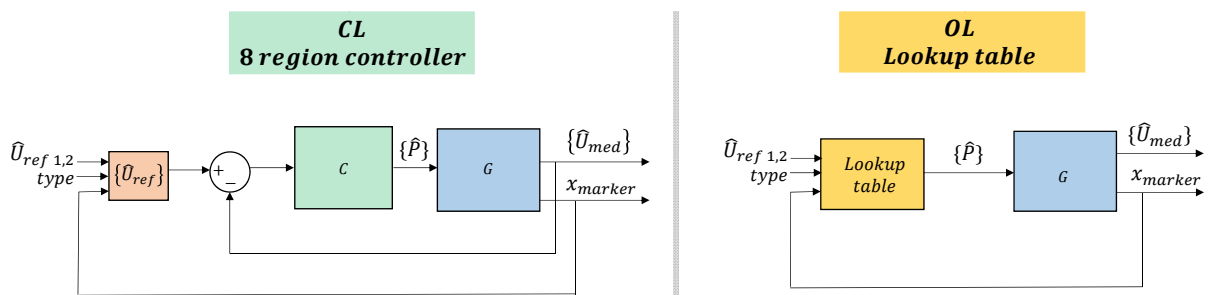 CL
8 region controller
Û_ref 1,2
type
{Û_ref}
+
−
C
{P̂}
G
{Û_med}
x_marker
OL
Lookup table
Û_ref 1,2
type
Lookup
table
{P̂}
G
{Û_med}
x_marker